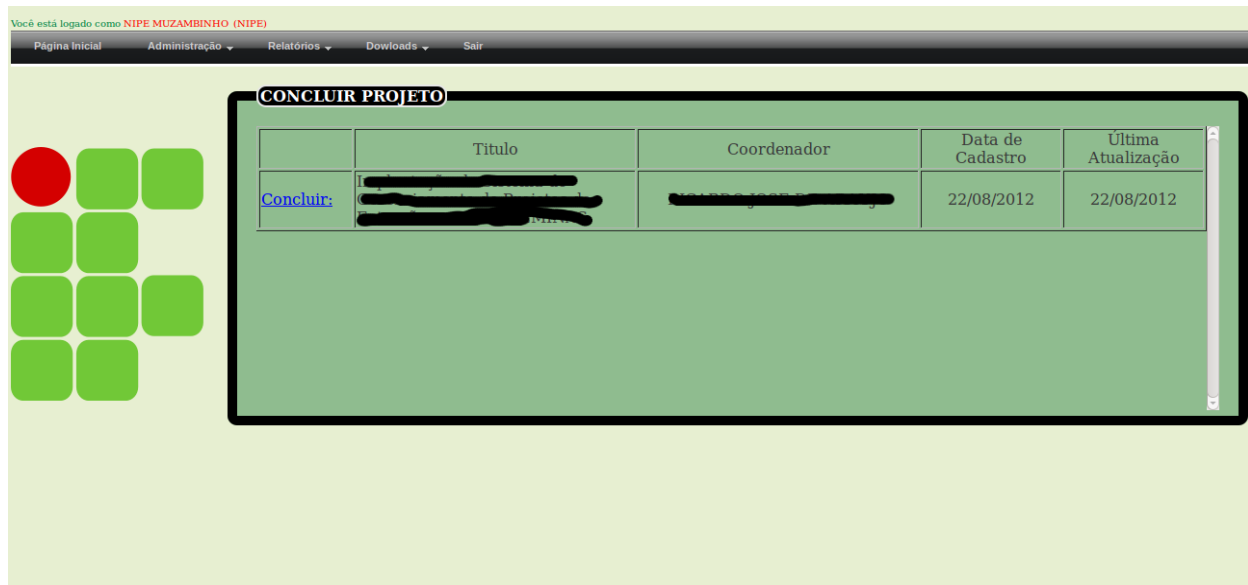 Você está logado como NIPE MUZAMBINHO (NIPE)
Página Inicial Administração Relatórios Dowloads Sair
CONCLUIR PROJETO
Titulo Coordenador Data de Cadastro Última Atualização
Concluir: 22/08/2012 22/08/2012